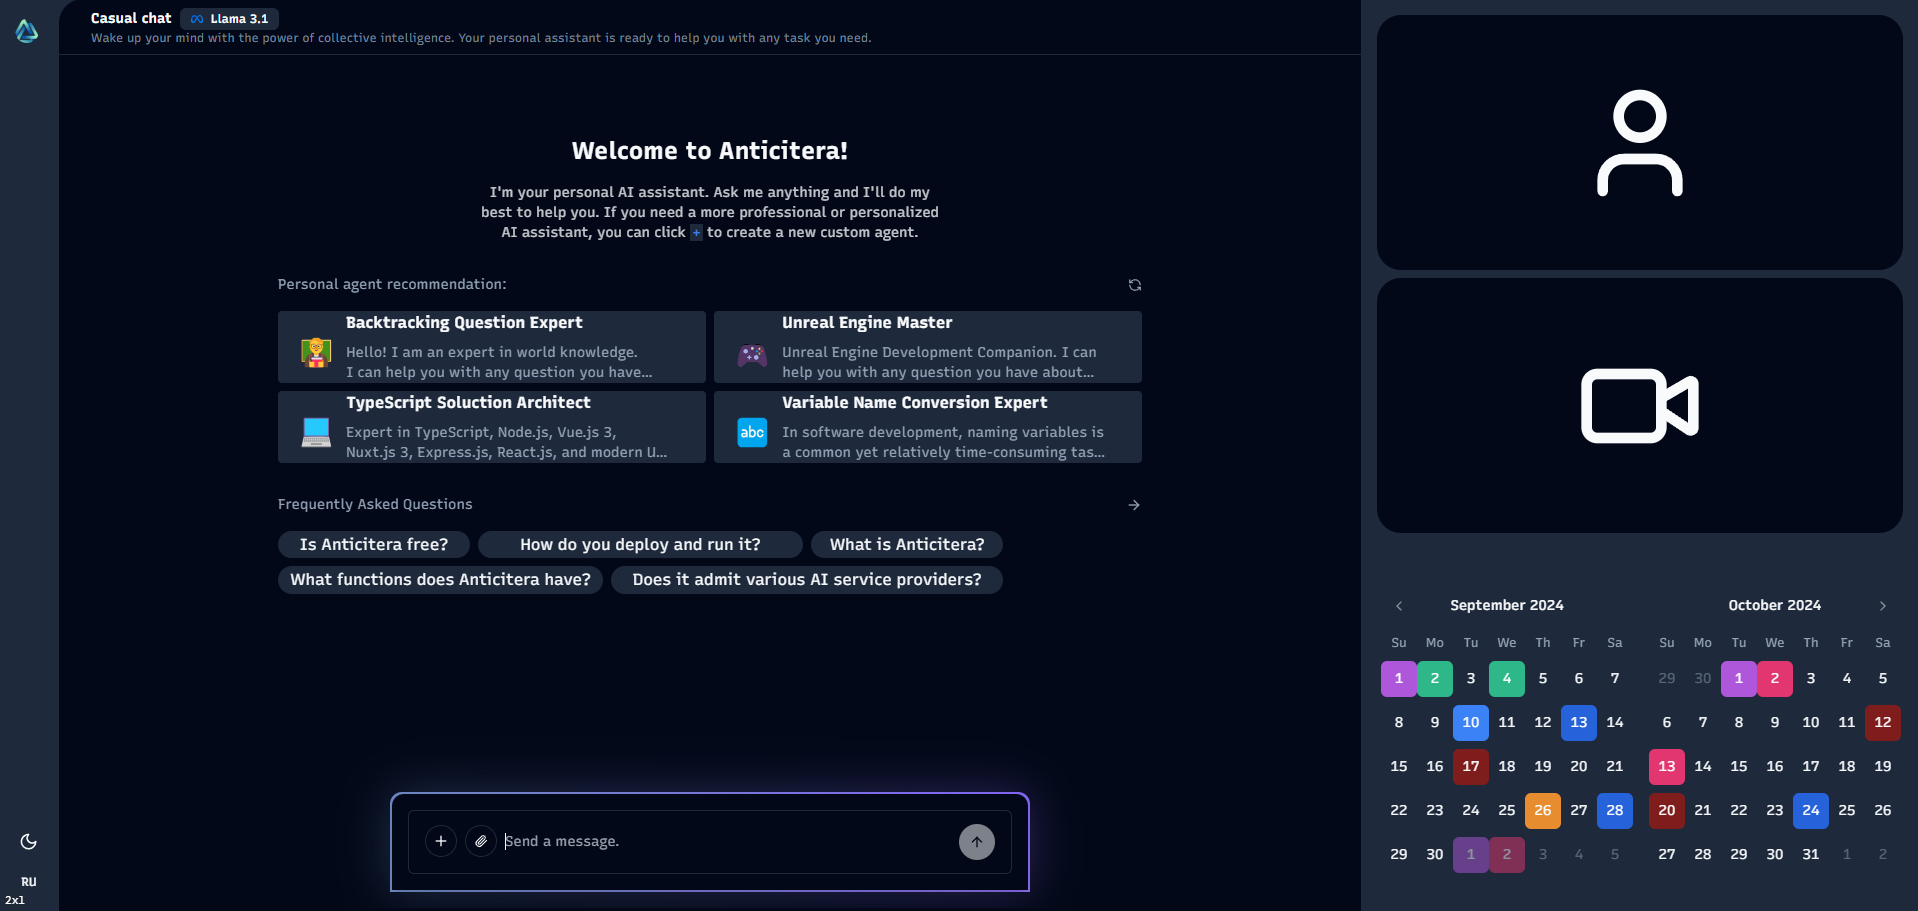 Casual chat Llama 3.1
Wake up your mind with the power of collective intelligence. Your personal assistant is ready to help you with any task you need.
Welcome to Anticitera!
I'm your personal AI assistant. Ask me anything and I'll do my
best to help you. If you need a more professional or personalized
AI assistant, you can click + to create a new custom agent.
Personal agent recommendation:
Backtracking Question Expert
Hello! I am an expert in world knowledge.
I can help you with any question you have...
Unreal Engine Master
Unreal Engine Development Companion. I can
help you with any question you have about...
TypeScript Soluction Architect
Expert in TypeScript, Node.js, Vue.js 3,
Nuxt.js 3, Express.js, React.js, and modern U...
abc
Variable Name Conversion Expert
In software development, naming variables is
a common yet relatively time-consuming tas...
Frequently Asked Questions
Is Anticitera free? How do you deploy and run it? What is Anticitera?
What functions does Anticitera have? Does it admit various AI service providers?
Send a message.
RU
2x1
September 2024
Su Mo Tu We Th Fr Sa
1 2 3 4 5 6 7
8 9 10 11 12 13 14
15 16 17 18 19 20 21
22 23 24 25 26 27 28
29 30 1 2 3 4 5
October 2024
Su Mo Tu We Th Fr Sa
29 30 1 2 3 4 5
6 7 8 9 10 11 12
13 14 15 16 17 18 19
20 21 22 23 24 25 26
27 28 29 30 31 1 2